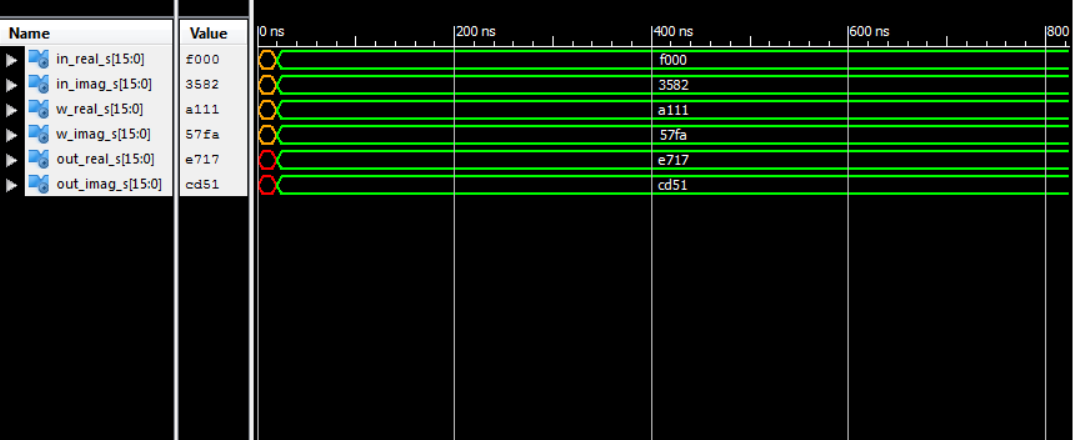 Name Value 0 ns 200 ns 400 ns 600 ns 800
in_real_s[15:0] f000 f000
in_imag_s[15:0] 3582 3582
w_real_s[15:0] a111 a111
w_imag_s[15:0] 57fa 57fa
out_real_s[15:0] e717 e717
out_imag_s[15:0] cd51 cd51